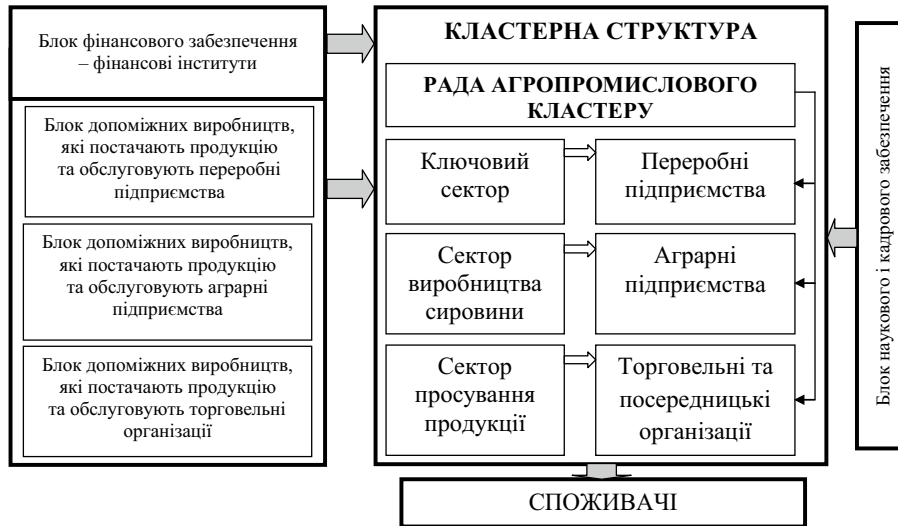 Блок фінансового забезпечення
– фінансові інститути
Блок допоміжних виробництв,
які постачають продукцію
та обслуговують переробні
підприємства
Блок допоміжних виробництв,
які постачають продукцію
та обслуговують аграрні
підприємства
Блок допоміжних виробництв,
які постачають продукцію
та обслуговують торговельні
організації
КЛАСТЕРНА СТРУКТУРА
РАДА АГРОПРОМИСЛОВОГО
КЛАСТЕРУ
Ключовий
сектор
Переробні
підприємства
Сектор
виробництва
сировини
Аграрні
підприємства
Сектор
просування
продукції
Торговельні та
посередницькі
організації
Блок наукового і кадрового забезпечення
СПОЖИВАЧІ